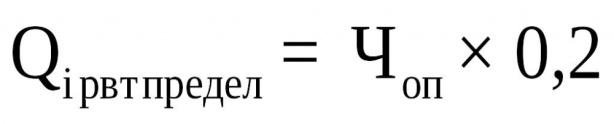 Qi рвт предел = Чоп × 0,2